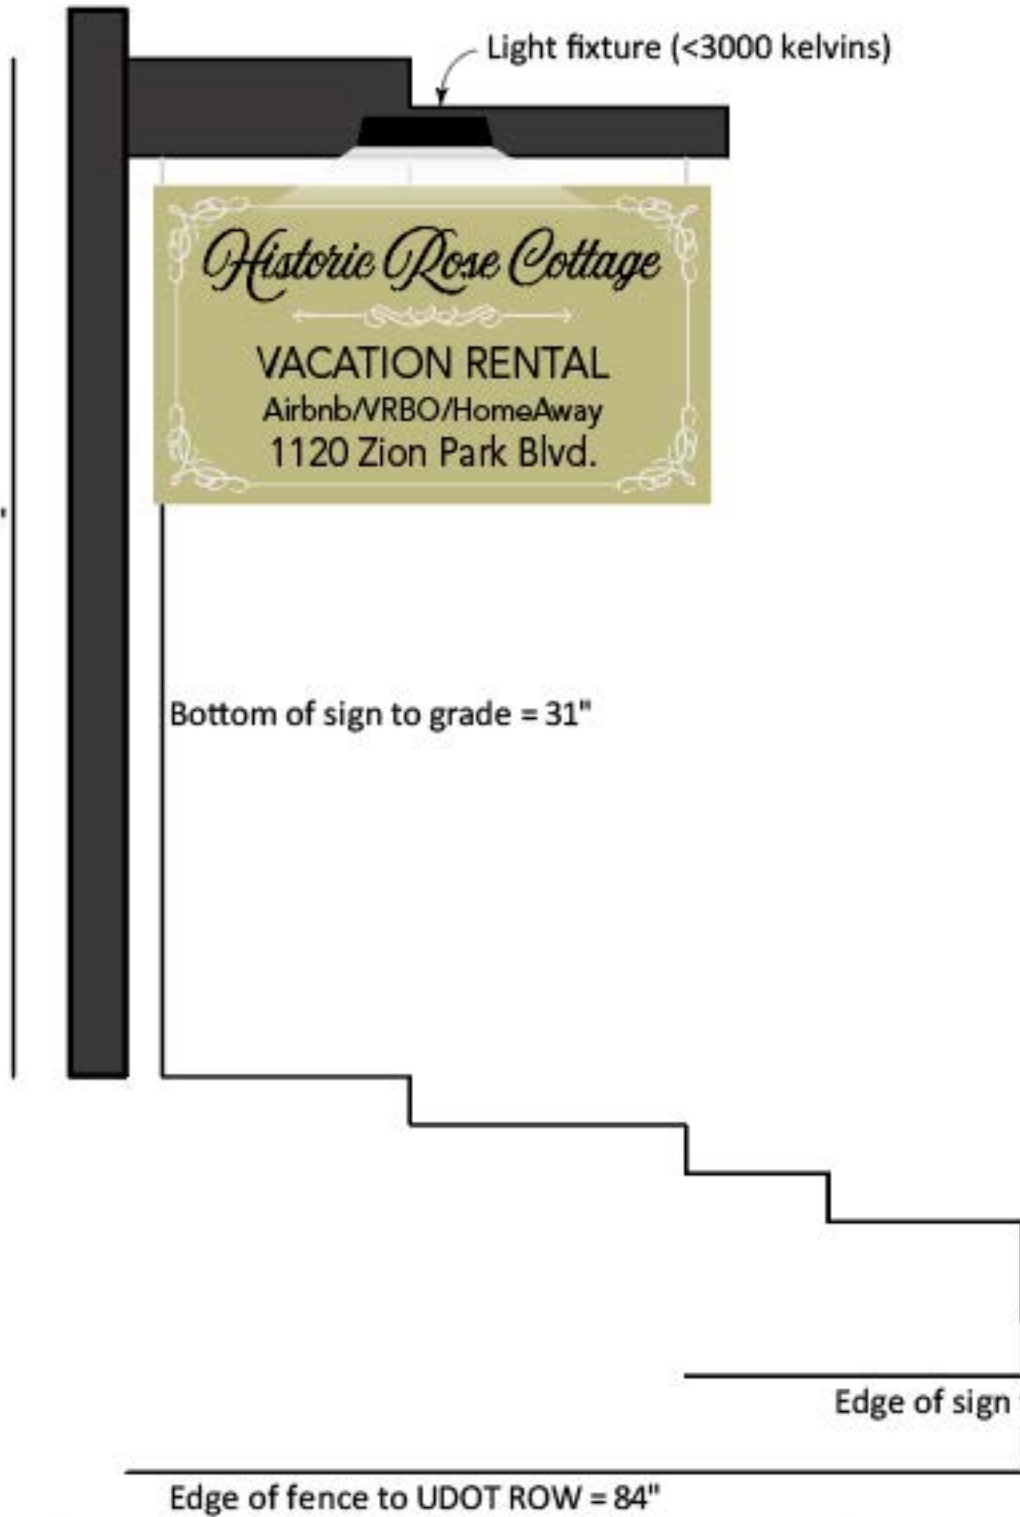 Light fixture (<3000 kelvins)
Historic Rose Cottage
VACATION RENTAL
Airbnb/VRBO/HomeAway
1120 Zion Park Blvd.
Bottom of sign to grade = 31"
Edge of sign
Edge of fence to UDOT ROW = 84"